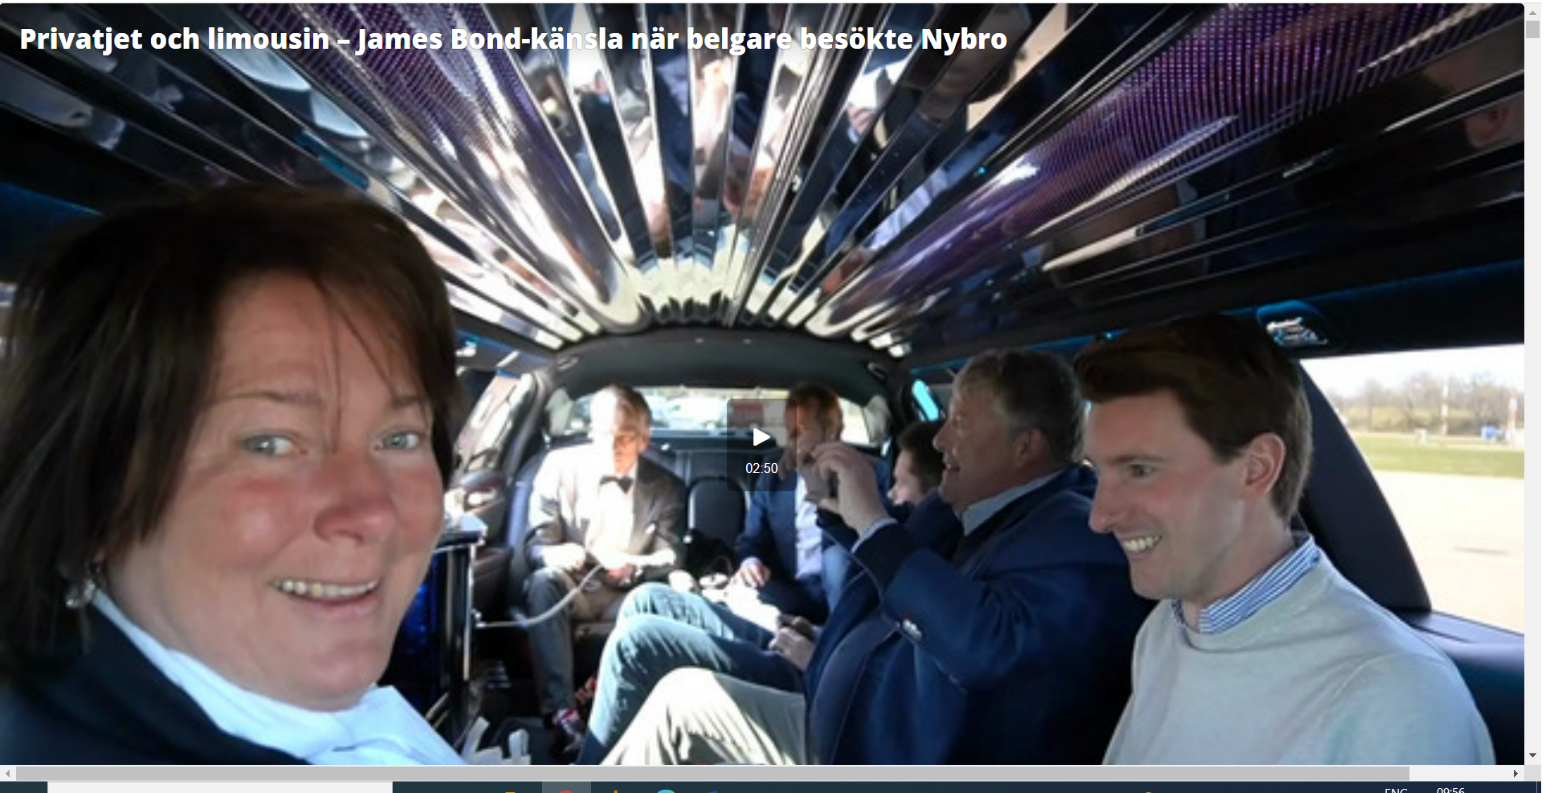 Privatjet och limousin – James Bond-känsla när belgare besökte Nybro
02:50
ENG
09:56